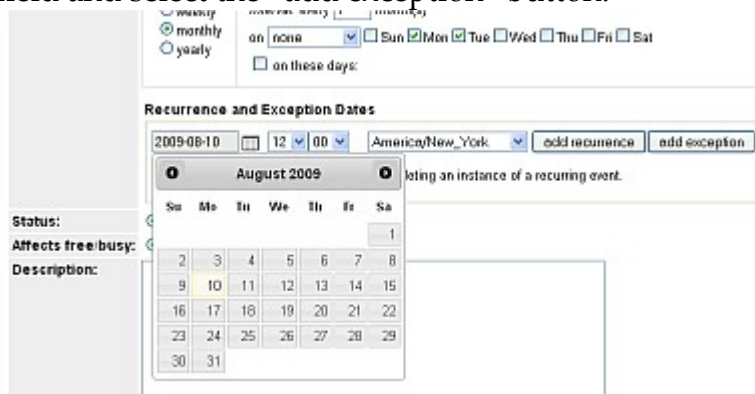 field and select the "add exception" button.
weekly
monthly
on none Sun Mon Tue Wed Thu Fri Sat
yearly
on these days:
Recurrence and Exception Dates
2009-08-10 12 00 America/New_York add recurrence add exception
August 2009
leting an instance of a recurring event.
Su Mo Tu We Th Fr Sa
1
2 3 4 5 6 7 8
9 10 11 12 13 14 15
16 17 18 19 20 21 22
23 24 25 26 27 28 29
30 31
Status:
Affects free/busy:
Description: